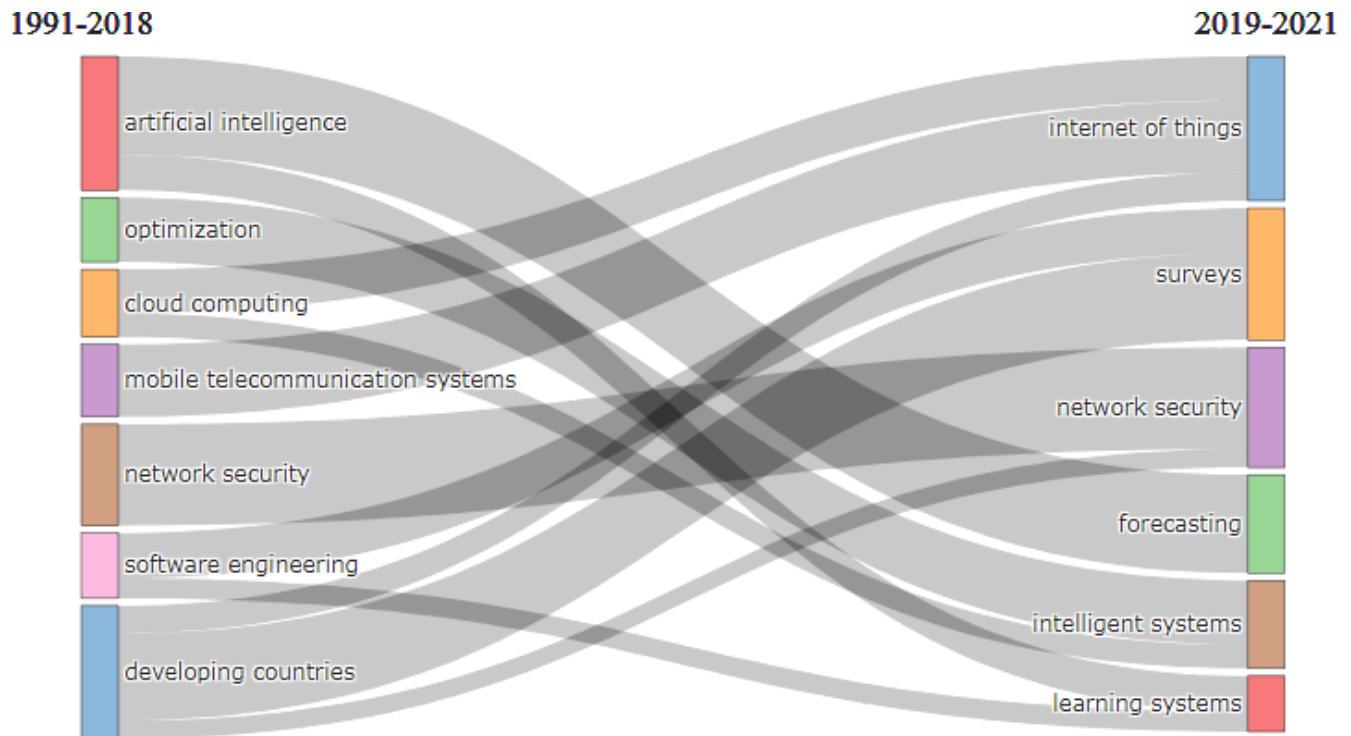 1991-2018
2019-2021
artificial intelligence
optimization
cloud computing
mobile telecommunication systems
network security
software engineering
developing countries
internet of things
surveys
network security
forecasting
intelligent systems
learning systems